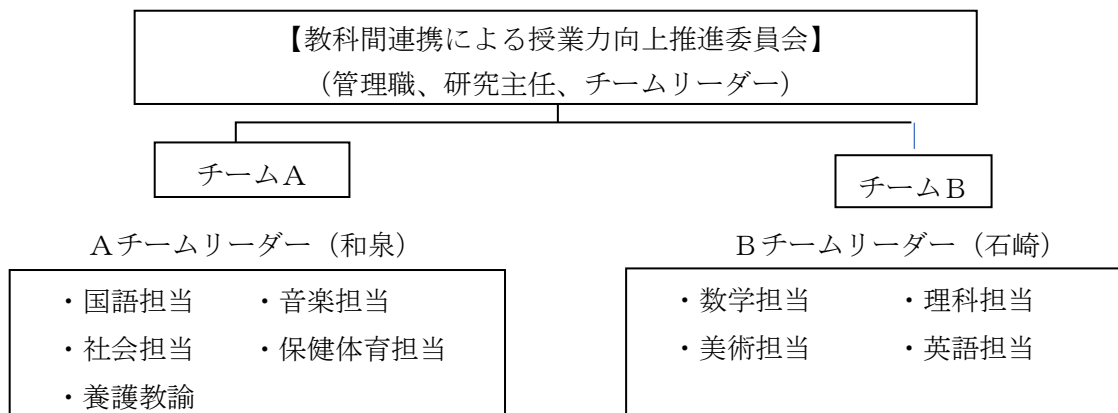 【教科間連携による授業力向上推進委員会】
（管理職、研究主任、チームリーダー）
チームＡ
チームＢ
Ａチームリーダー（和泉）
Ｂチームリーダー（石崎）
・国語担当　　・音楽担当
・社会担当　　・保健体育担当
・養護教諭
・数学担当　　・理科担当
・美術担当　　・英語担当